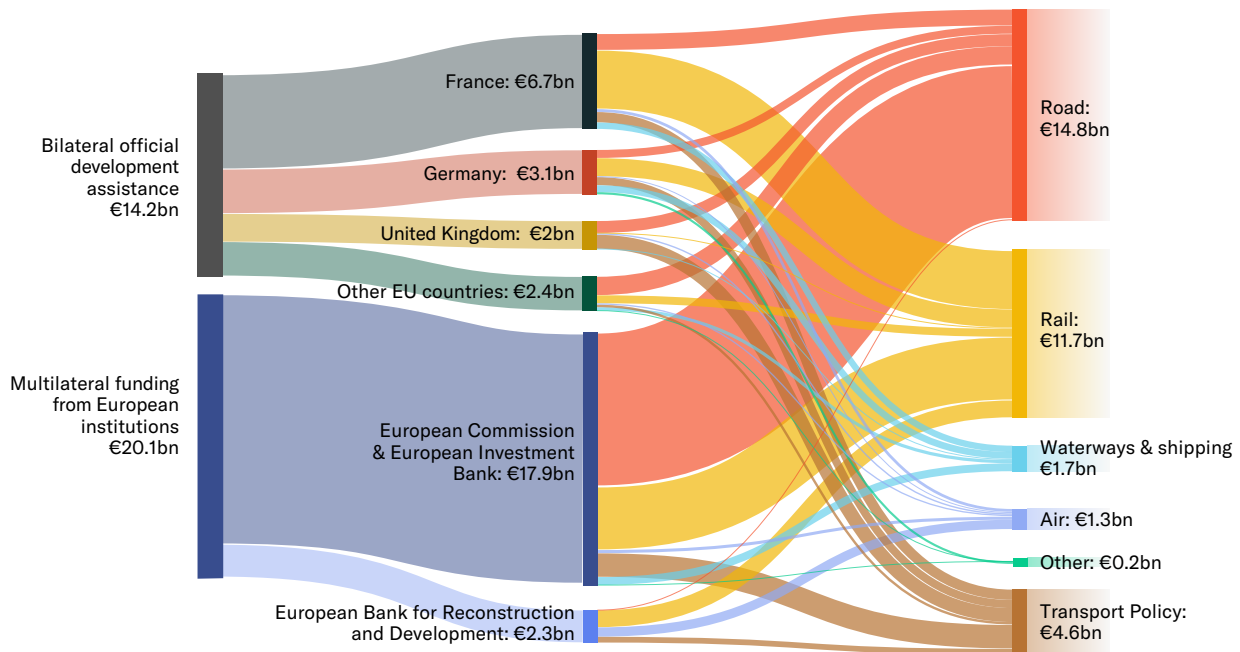 Bilateral official
development
assistance
€14.2bn
Multilateral funding
from European
institutions
€20.1bn
France: €6.7bn
Germany: €3.1bn
United Kingdom: €2bn
Other EU countries: €2.4bn
European Commission
& European Investment
Bank: €17.9bn
European Bank for Reconstruction
and Development: €2.3bn
Road:
€14.8bn
Rail:
€11.7bn
Waterways & shipping
€1.7bn
Air: €1.3bn
Other: €0.2bn
Transport Policy:
€4.6bn